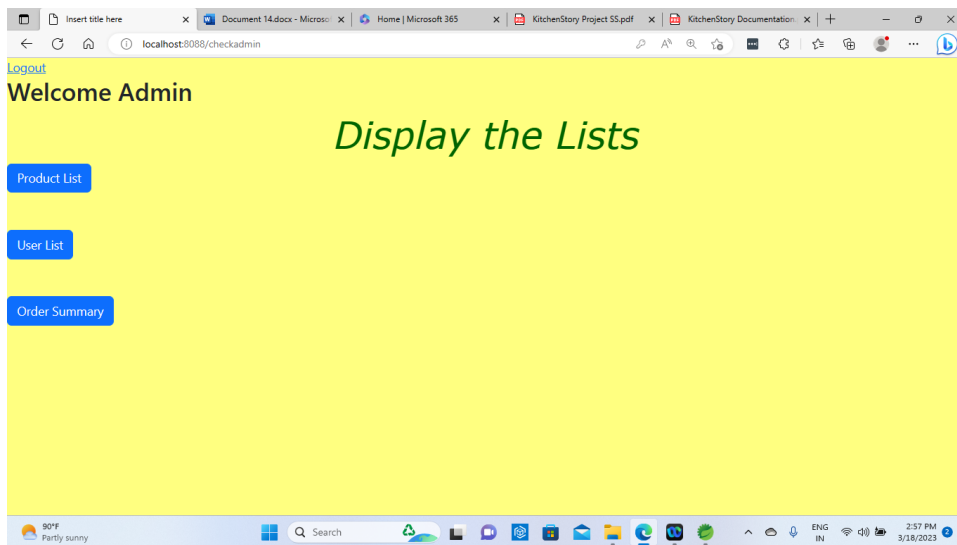 Insert title here
Document 14.docx - Microso
Home | Microsoft 365
KitchenStory Project SS.pdf
KitchenStory Documentation.
localhost:8088/checkadmin
Logout
Welcome Admin
Display the Lists
Product List
User List
Order Summary
90°F
Partly sunny
Search
ENG
IN
2:57 PM
3/18/2023
2